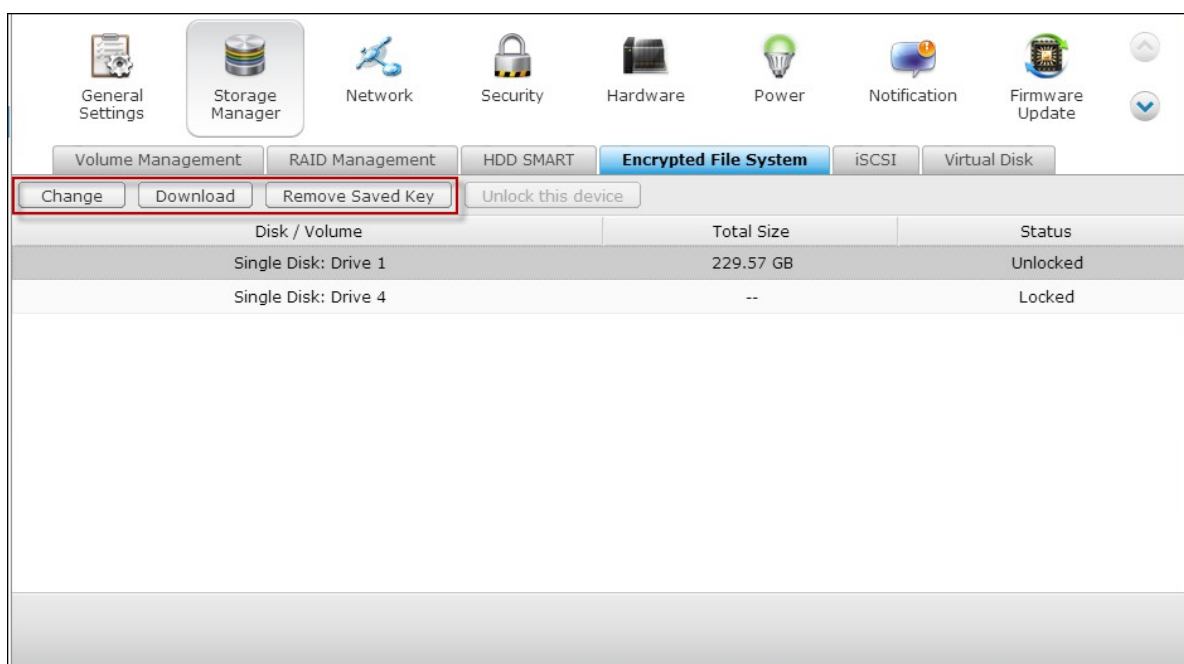 General Settings
Storage Manager
Network
Security
Hardware
Power
Notification
Firmware Update
Volume Management
RAID Management
HDD SMART
Encrypted File System
iSCSI
Virtual Disk
Change
Download
Remove Saved Key
Unlock this device
Disk / Volume Total Size Status
Single Disk: Drive 1 229.57 GB Unlocked
Single Disk: Drive 4 -- Locked